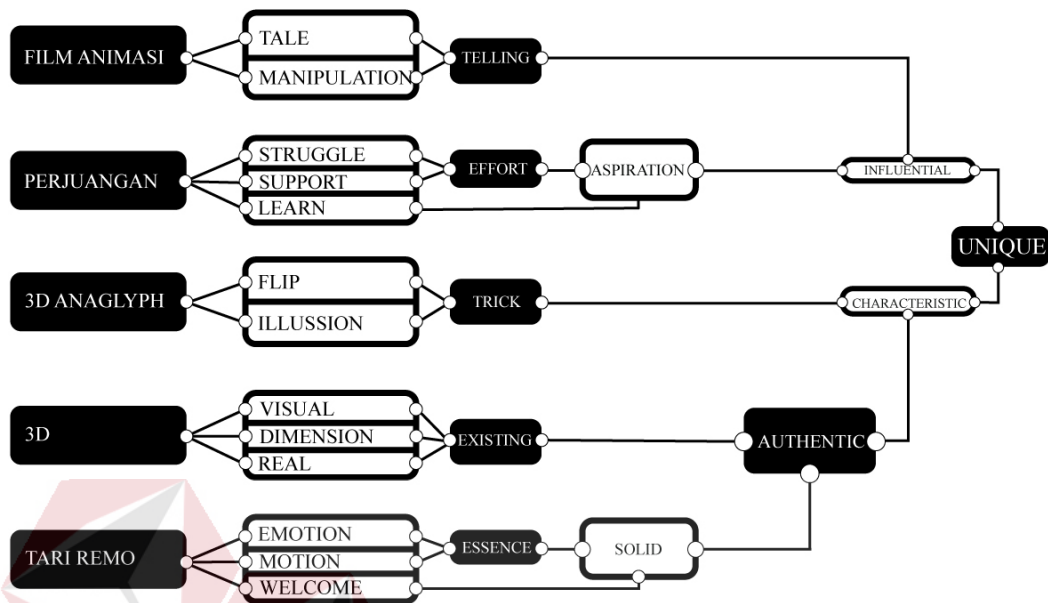 FILM ANIMASI
TALE
MANIPULATION
TELLING
PERJUANGAN
STRUGGLE
SUPPORT
LEARN
EFFORT
ASPIRATION
INFLUENTIAL
UNIQUE
3D ANAGLYPH
FLIP
ILLUSSION
TRICK
CHARACTERISTIC
3D
VISUAL
DIMENSION
REAL
EXISTING
AUTHENTIC
TARI REMO
EMOTION
MOTION
WELCOME
ESSENCE
SOLID